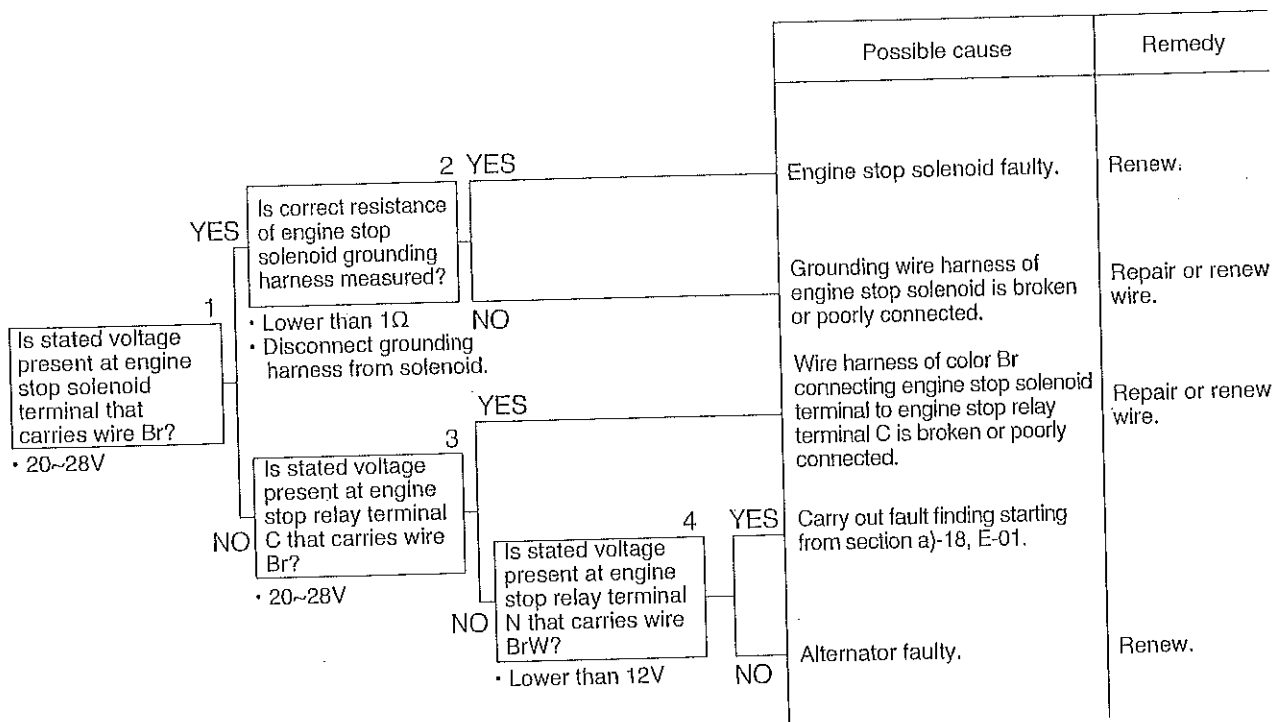 Possible cause
Remedy
2 YES
Engine stop solenoid faulty.
Renew.
YES
Is correct resistance
of engine stop
solenoid grounding
harness measured?
Grounding wire harness of
engine stop solenoid is broken
or poorly connected.
Repair or renew
wire.
NO
· Lower than 1Ω
· Disconnect grounding
harness from solenoid.
1
Is stated voltage
present at engine
stop solenoid
terminal that
carries wire Br?
· 20~28V
YES
Wire harness of color Br
connecting engine stop solenoid
terminal to engine stop relay
terminal C is broken or poorly
connected.
Repair or renew
wire.
3
NO
Is stated voltage
present at engine
stop relay terminal
C that carries wire
Br?
· 20~28V
4 YES
Carry out fault finding starting
from section a)-18, E-01.
NO
Is stated voltage
present at engine
stop relay terminal
N that carries wire
BrW?
· Lower than 12V
NO
Alternator faulty.
Renew.